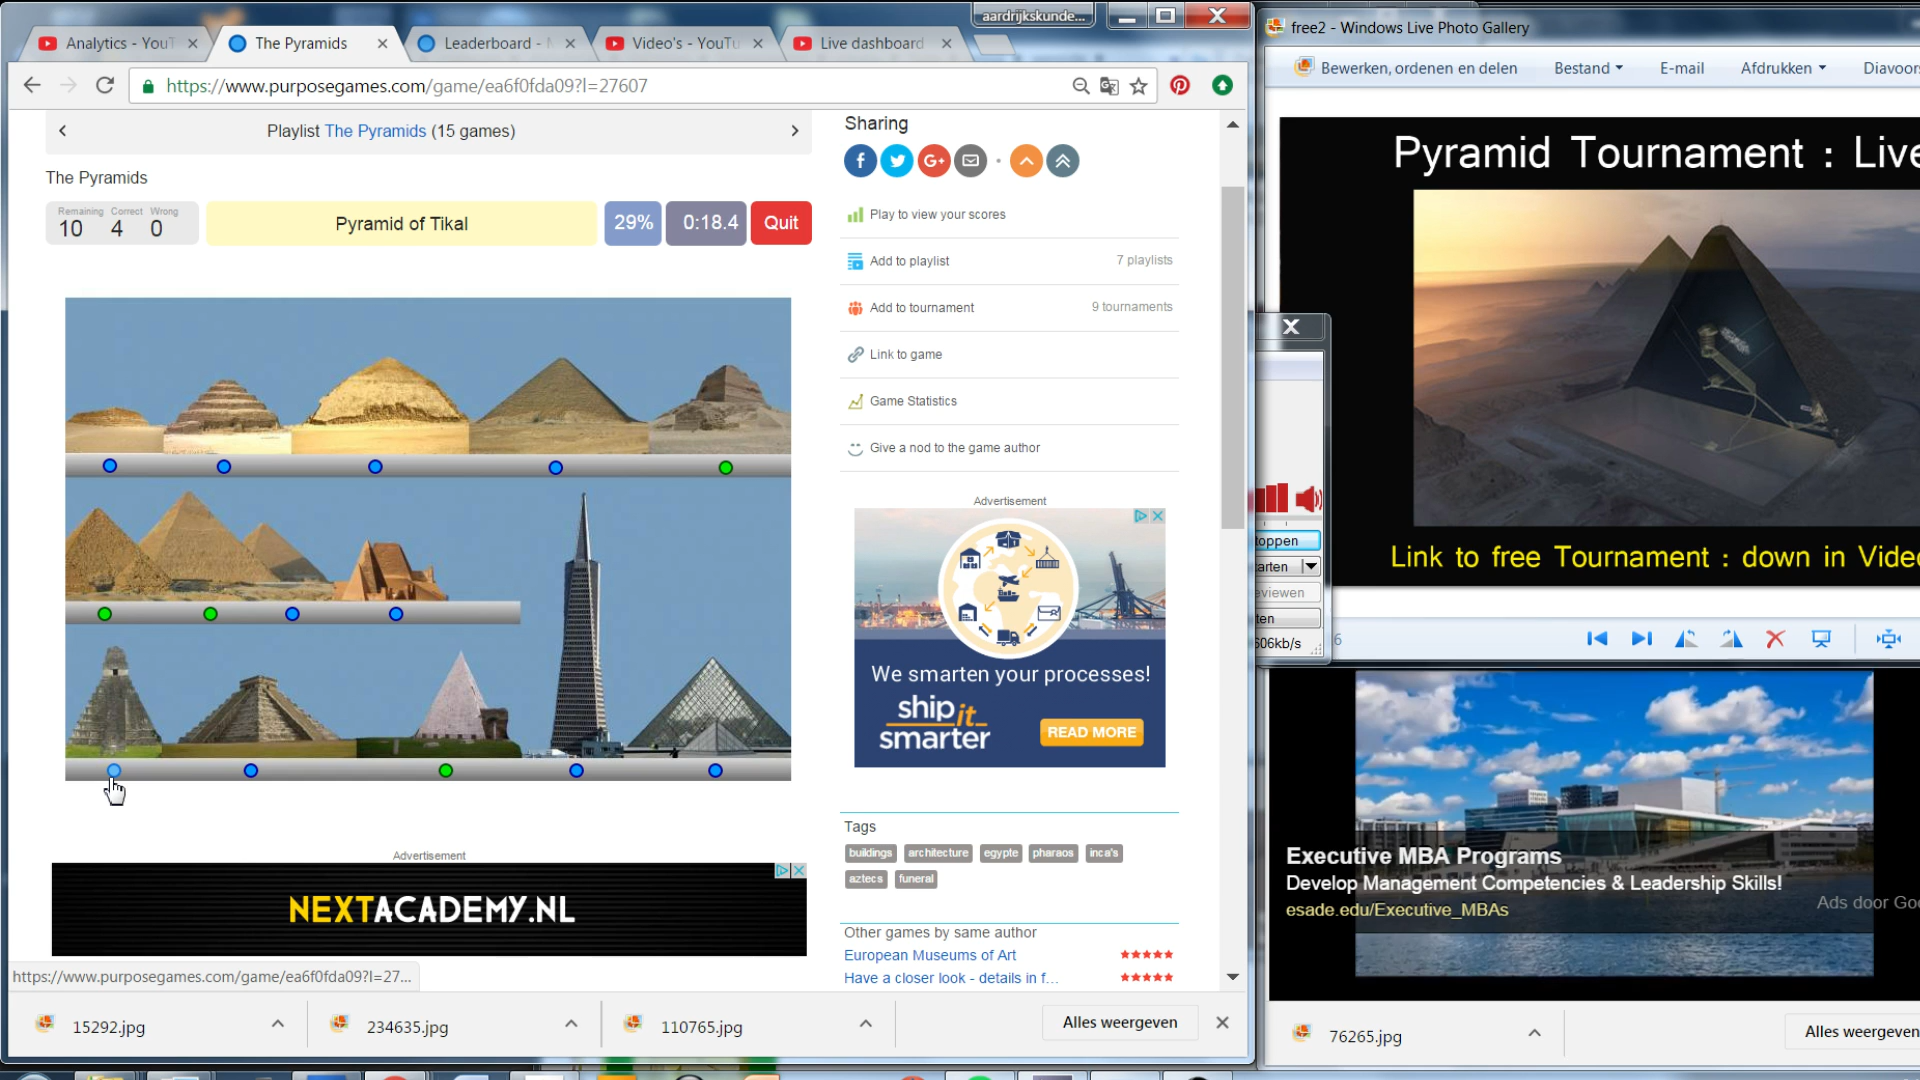 aardrijkskunde...
Analytics - YouT
The Pyramids
Leaderboard - N
Video's - YouTu
Live dashboard
https://www.purposegames.com/game/ea6f0fda09?l=27607
Playlist The Pyramids (15 games)
The Pyramids
Remaining Correct Wrong
10 4 0
Pyramid of Tikal
29%
0:18.4
Quit
Advertisement
NEXTACADEMY.NL
https://www.purposegames.com/game/ea6f0fda09?l=27...
Sharing
Play to view your scores
Add to playlist 7 playlists
Add to tournament 9 tournaments
Link to game
Game Statistics
Give a nod to the game author
Advertisement
We smarten your processes!
ship it
smarter
READ MORE
Tags
buildings architecture egypte pharaos inca's
aztecs funeral
Other games by same author
European Museums of Art
Have a closer look - details in f...
15292.jpg
234635.jpg
110765.jpg
Alles weergeven
free2 - Windows Live Photo Gallery
Bewerken, ordenen en delen Bestand E-mail Afdrukken Diavoors
Pyramid Tournament : Live
Link to free Tournament : down in Video
toppen
arten
eviewen
ten
606kb/s
6
Executive MBA Programs
Develop Management Competencies & Leadership Skills!
esade.edu/Executive_MBAs
Ads door Goo
76265.jpg
Alles weergeven